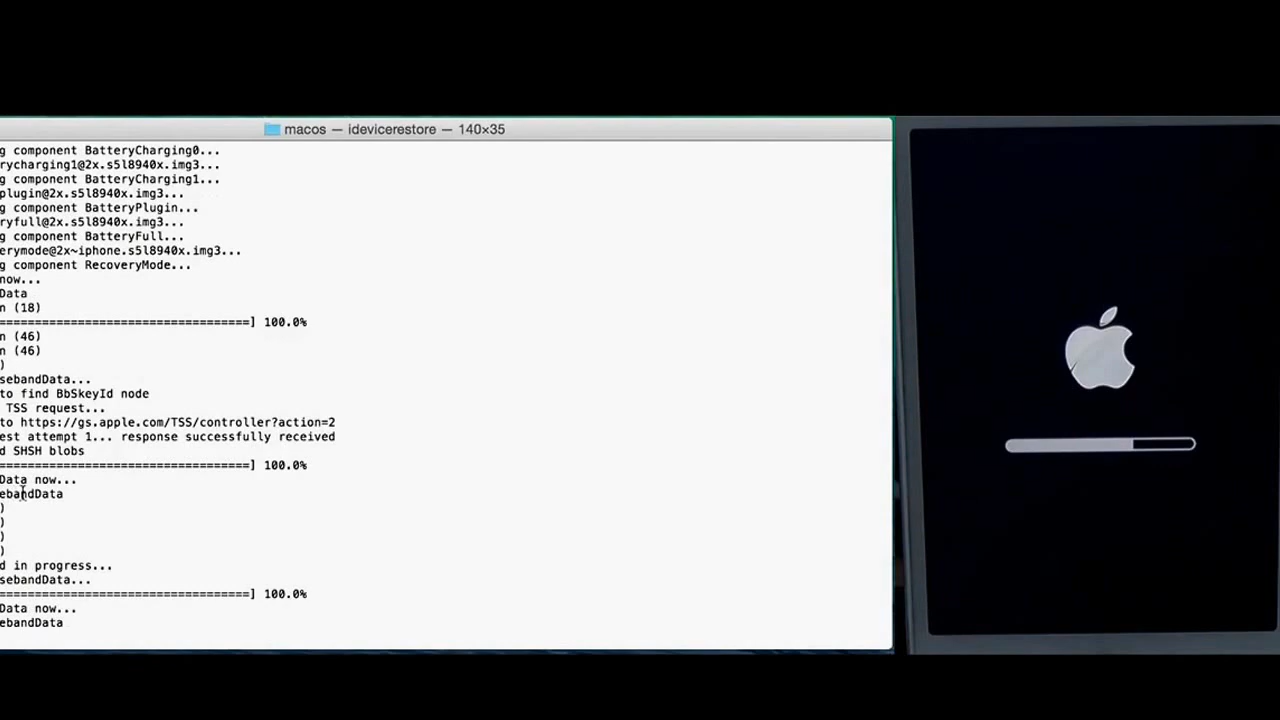 macos — idevicerestore — 140×35
g component BatteryCharging0...
rycharging1@2x.s5l8940x.img3...
g component BatteryCharging1...
plugin@2x.s5l8940x.img3...
g component BatteryPlugin...
ryfull@2x.s5l8940x.img3...
g component BatteryFull...
erymode@2x~iphone.s5l8940x.img3...
g component RecoveryMode...
now...
Data
n (18)
===================================] 100.0%
n (46)
n (46)
)
sebandData...
to find BbSkeyId node
TSS request...
to https://gs.apple.com/TSS/controller?action=2
est attempt 1... response successfully received
d SHSH blobs
===================================] 100.0%
Data now...
ebandData
)
)
)
)
d in progress...
sebandData...
===================================] 100.0%
Data now...
ebandData